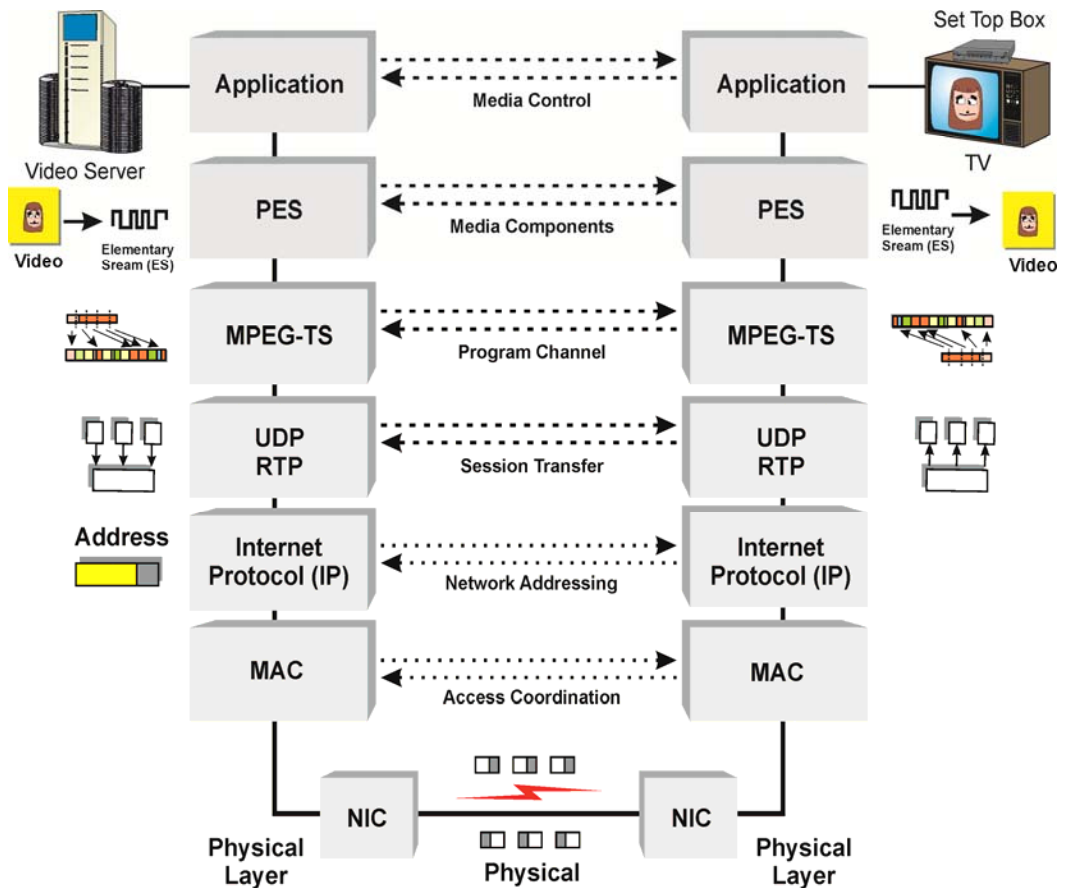 Set Top Box
Application
Media Control
Application
Video Server
TV
PES
Media Components
PES
Video
Elementary
Sream (ES)
Elementary
Sream (ES)
Video
MPEG-TS
Program Channel
MPEG-TS
UDP
RTP
Session Transfer
UDP
RTP
Address
Internet
Protocol (IP)
Network Addressing
Internet
Protocol (IP)
MAC
Access Coordination
MAC
NIC
NIC
Physical
Layer
Physical
Physical
Layer